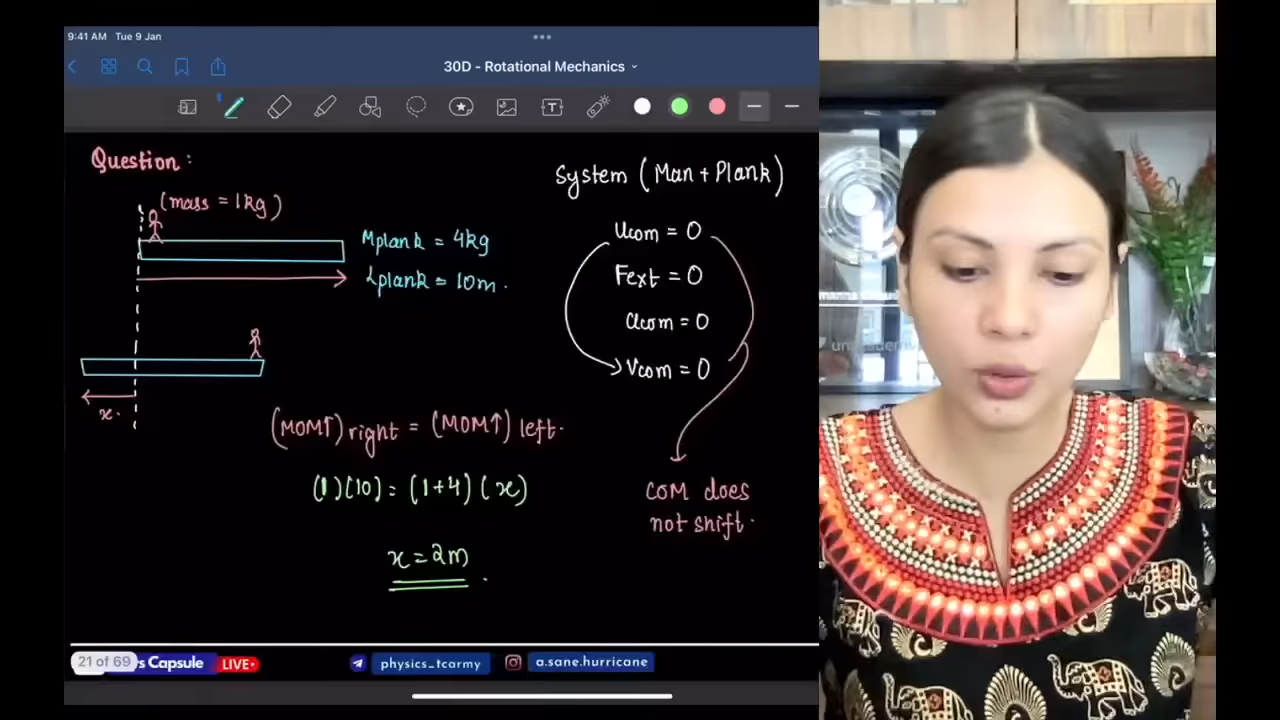 9:41 AM Tue 9 Jan
30D - Rotational Mechanics
Question :
(mass = 1kg)
Mplank = 4kg
Lplank = 10m.
x.
System (Man + Plank)
Ucom = 0
Fext = 0
acom = 0
Vcom = 0
COM does
not shift.
(MOM↑) right = (MOM↑) left.
(1)(10) = (1+4)(x)
x = 2m
21 of 69
s Capsule
LIVE
physics_tcarmy
a.sane.hurricane